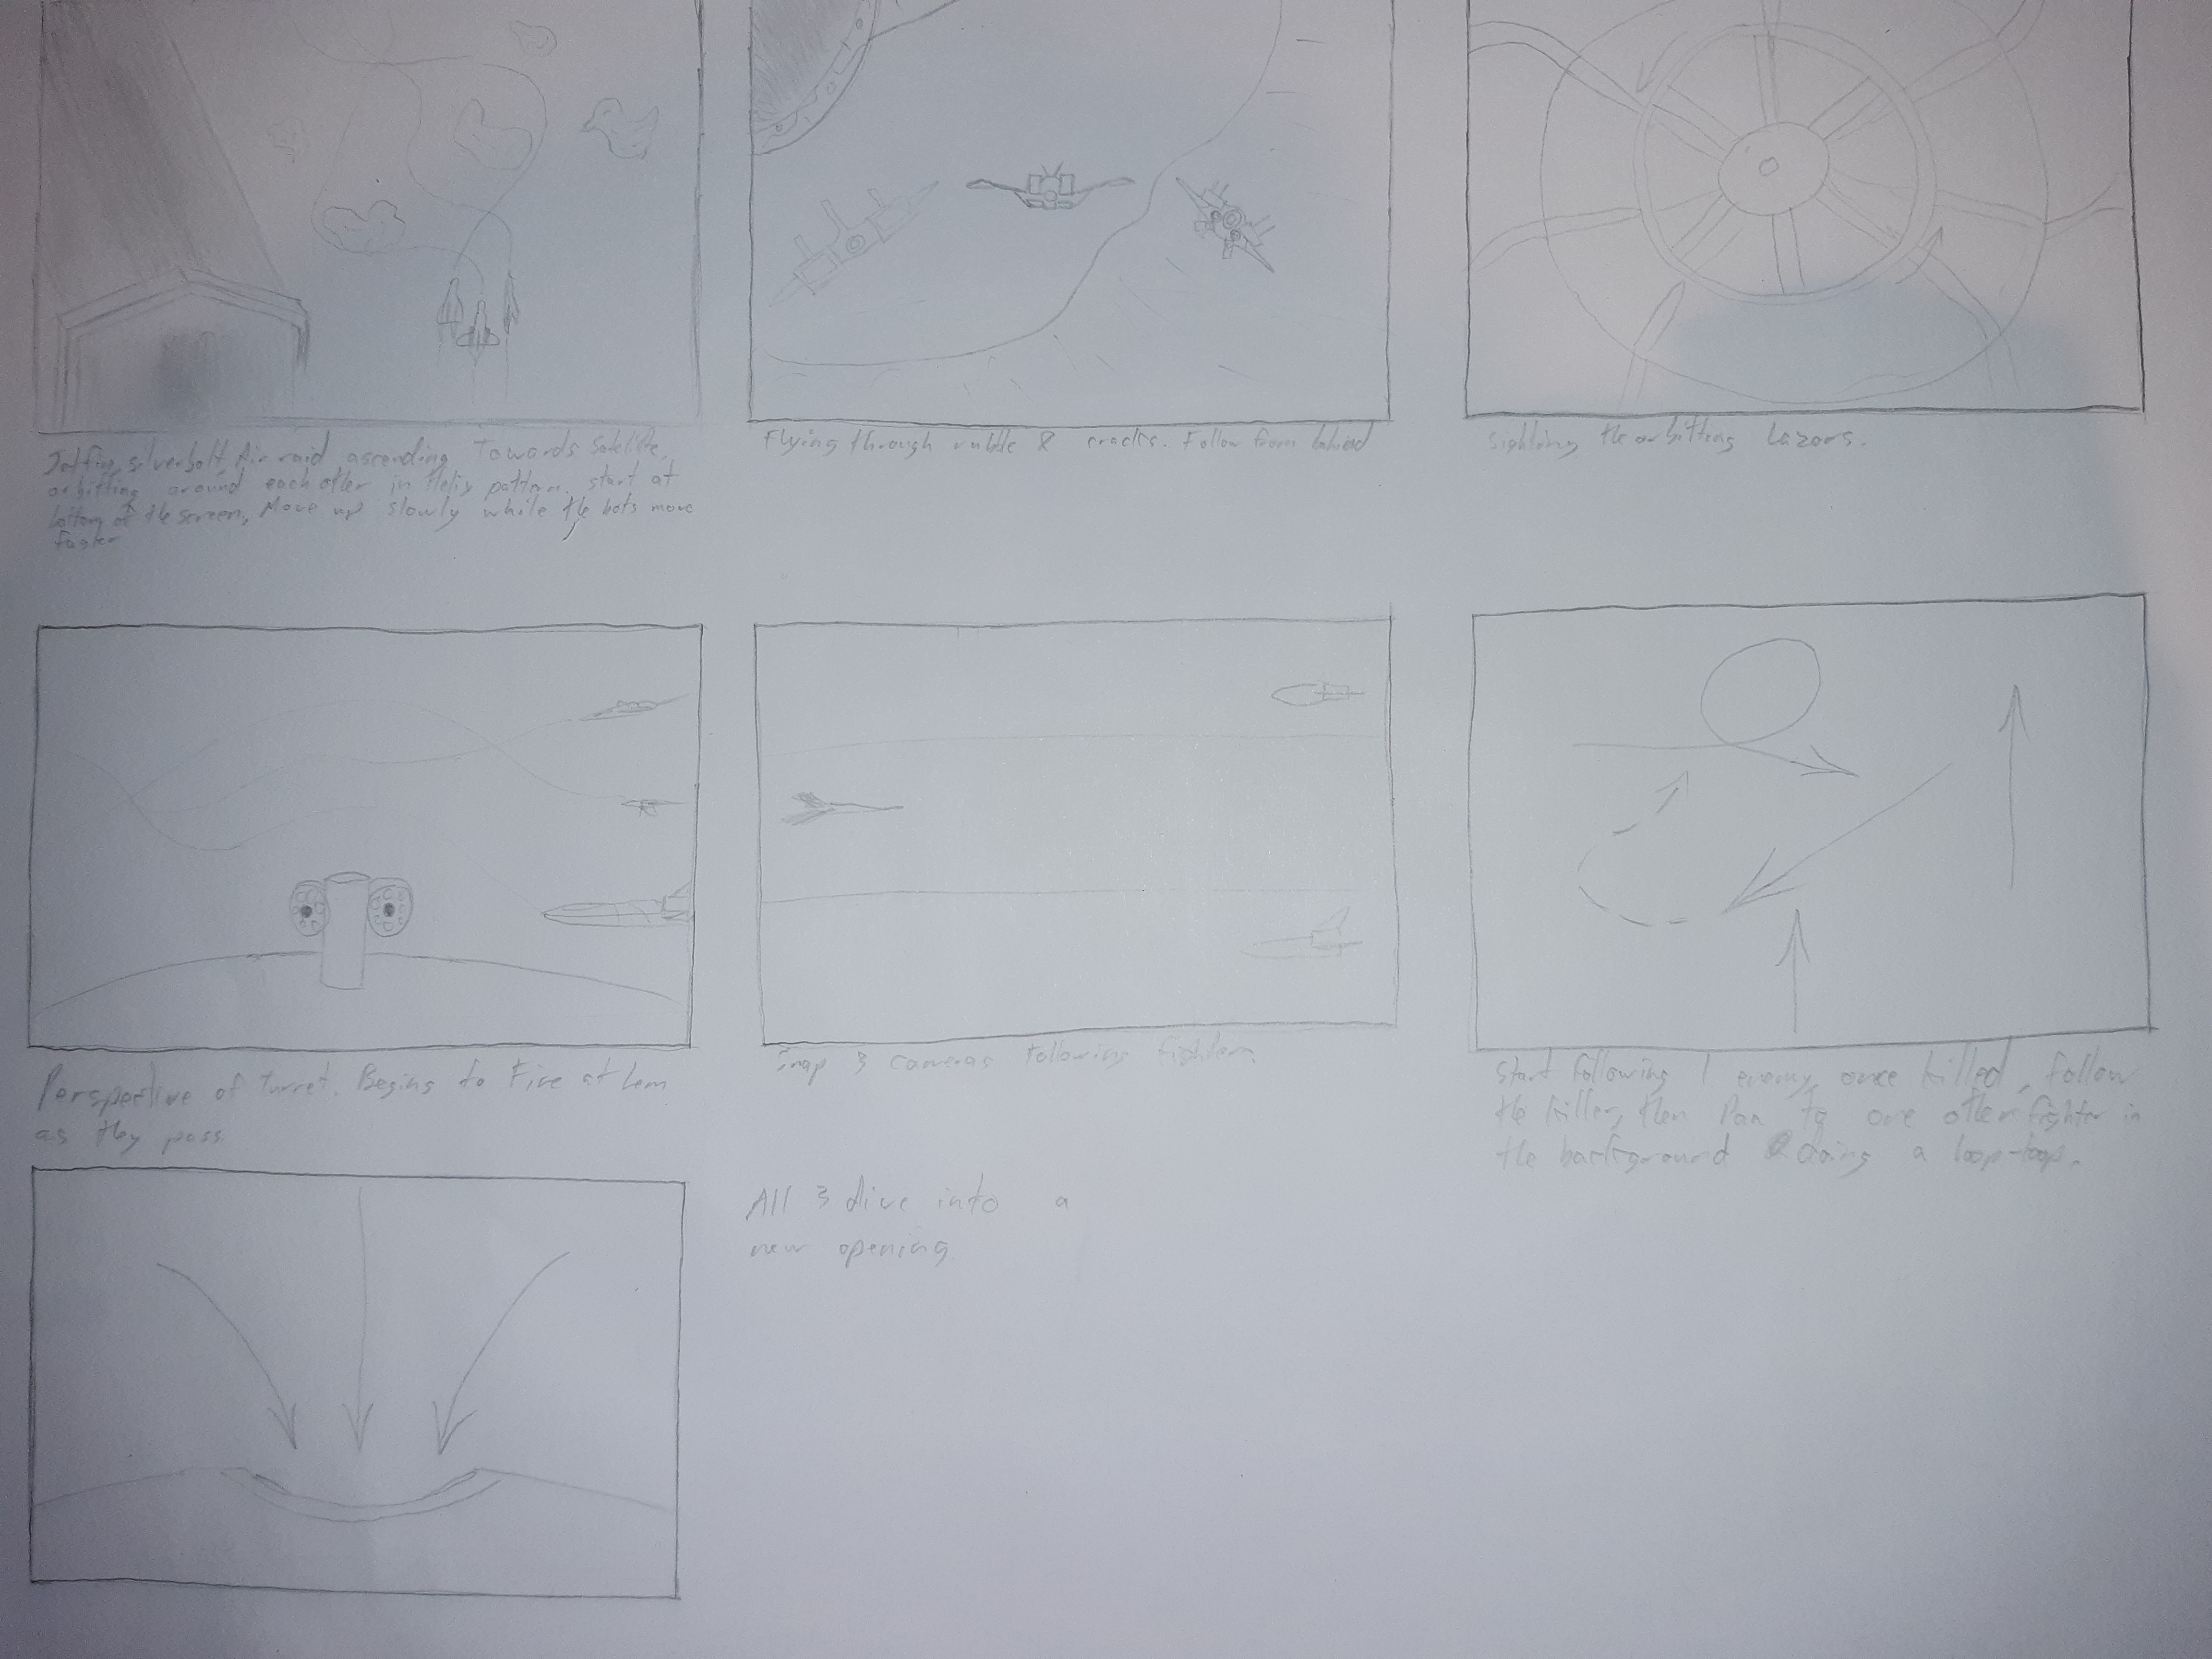 Jetfire, silverbolt, Air raid ascending Towards Satellite,
orbitting around each other in Helix pattern. start at
bottom of the screen, Move up slowly while the bots move
faster
Flying through rubble & cracks. Follow from behind
Sighting the orbitting Lazors.
Perspective of turret. Begins to Fire at them
as they pass.
Snap 3 cameras following fighters.
Start following 1 enemy, once killed, follow
the killer, then Pan to one other fighter in
the background doing a loop-loop.
All 3 dive into a
new opening